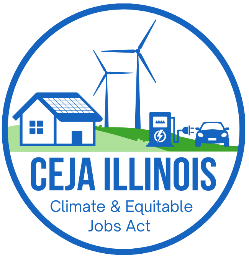 CEJA ILLINOIS
Climate & Equitable
Jobs Act